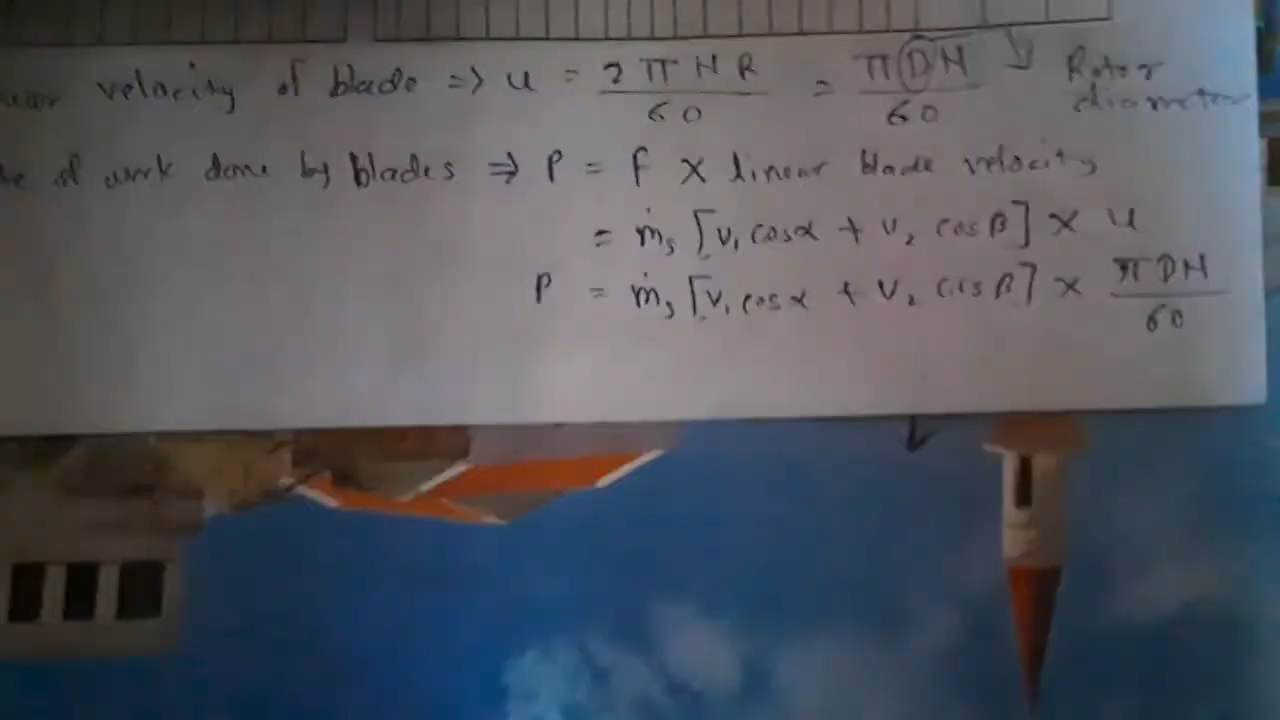 velocity of blade => u = 2πNR/60 = πDN/60 → Rotor diameter
of work done by blades => P = F × linear blade velocity
= ṁs [v₁ cosα + v₂ cosβ] × u
P = ṁs [v₁ cosα + v₂ cosβ] × πDN/60